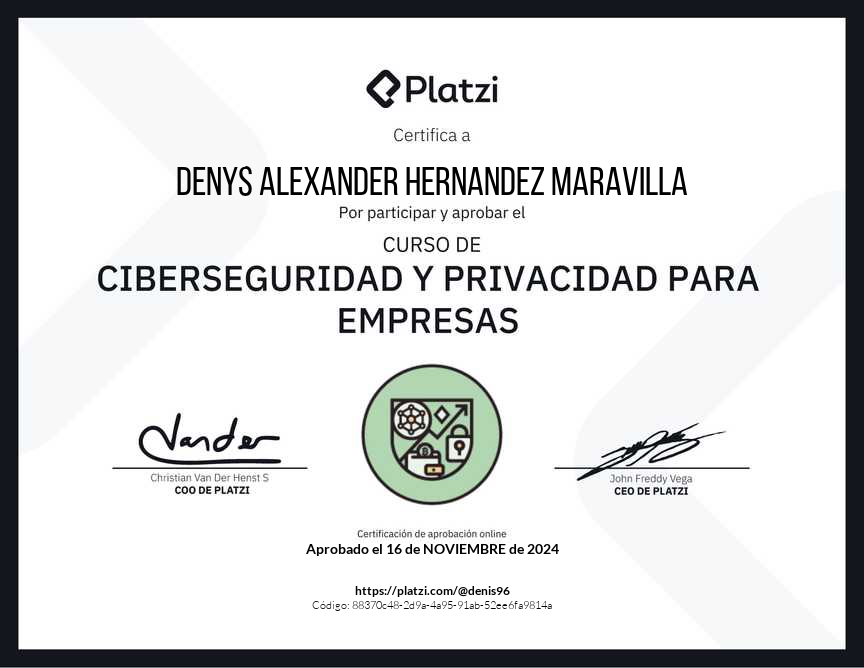 Platzi
Certifica a
DENYS ALEXANDER HERNANDEZ MARAVILLA
Por participar y aprobar el
CURSO DE
CIBERSEGURIDAD Y PRIVACIDAD PARA
EMPRESAS
Vander
Christian Van Der Henst S
COO DE PLATZI
John Freddy Vega
CEO DE PLATZI
Certificación de aprobación online
Aprobado el 16 de NOVIEMBRE de 2024
https://platzi.com/@denis96
Código: 88370c48-2d9a-4a95-91ab-52ee6fa9814a